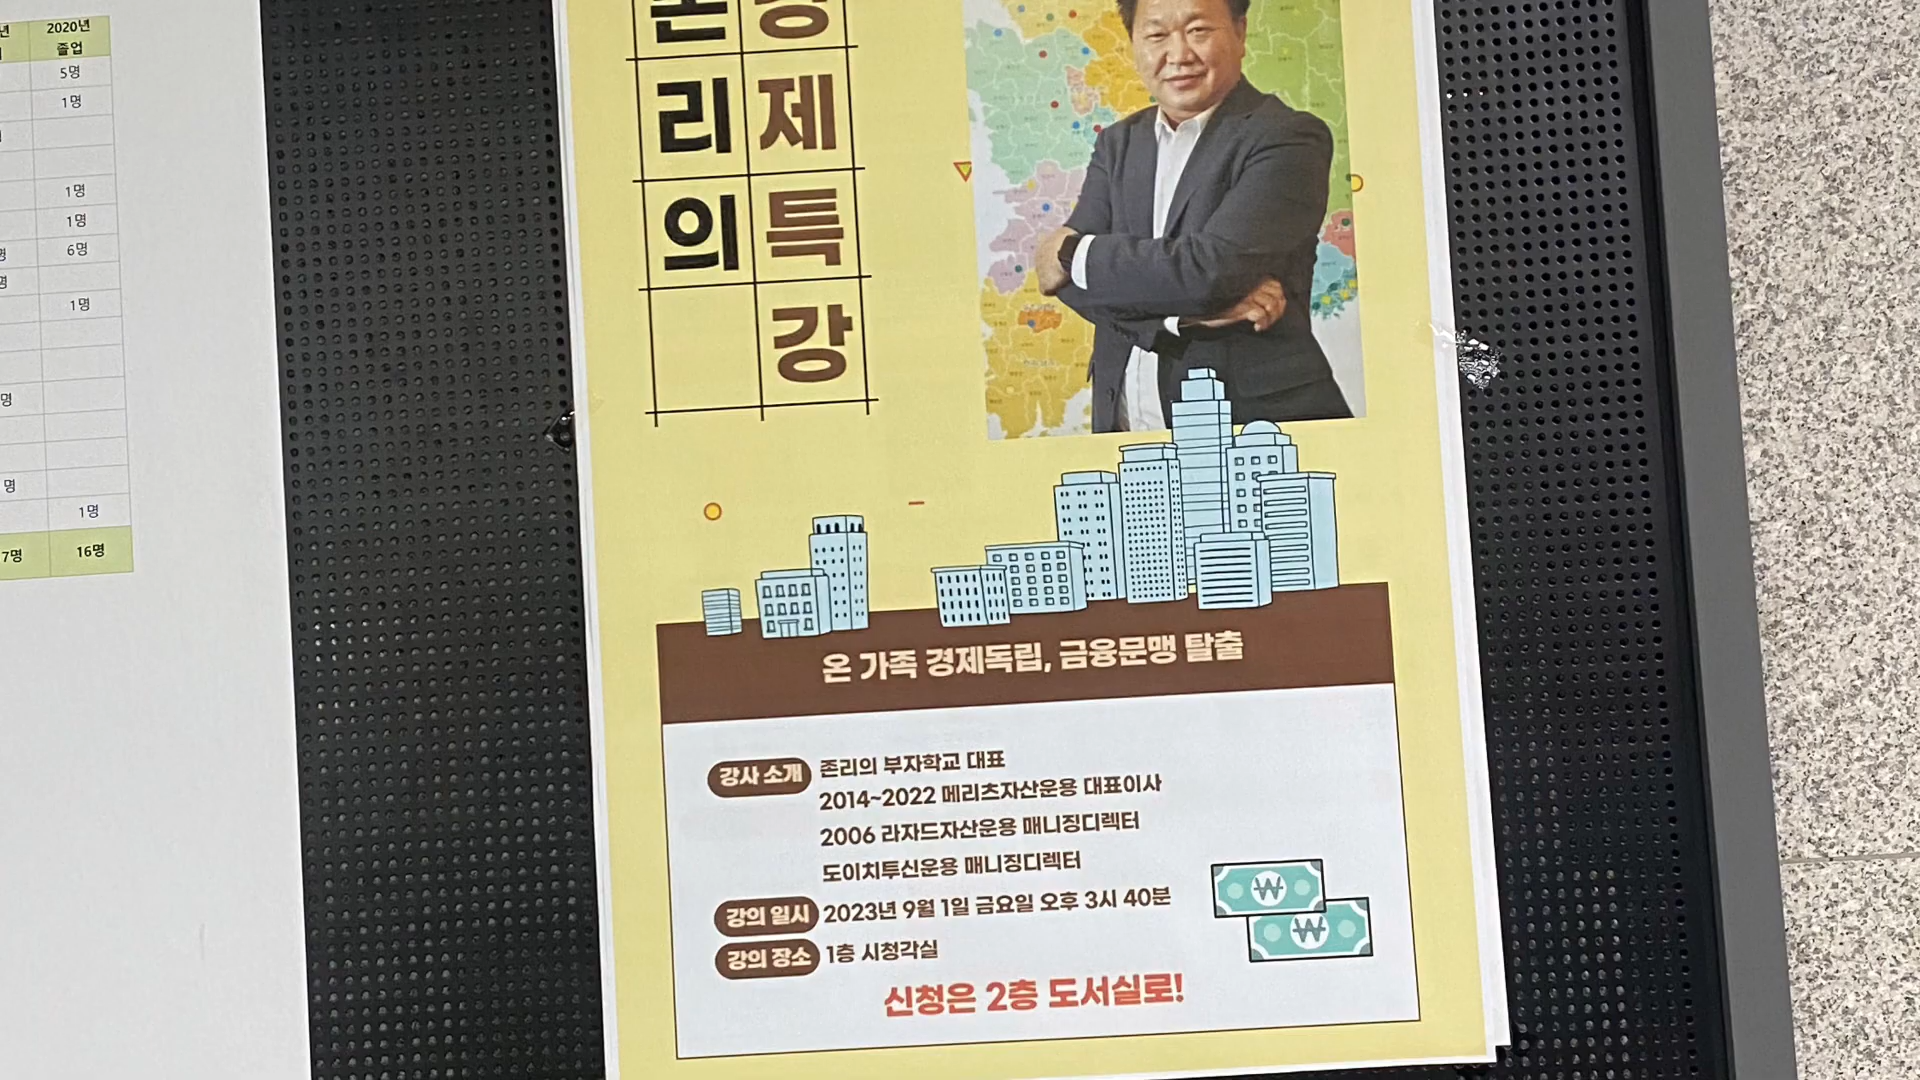 2020년
졸업
5명
1명
1명
1명
6명
1명
명
명
1명
7명
16명
리의
제특강
온 가족 경제독립, 금융문맹 탈출
강사 소개
존리의 부자학교 대표
2014~2022 메리츠자산운용 대표이사
2006 라자드자산운용 매니징디렉터
도이치투신운용 매니징디렉터
강의 일시 2023년 9월 1일 금요일 오후 3시 40분
강의 장소 1층 시청각실
신청은 2층 도서실로!